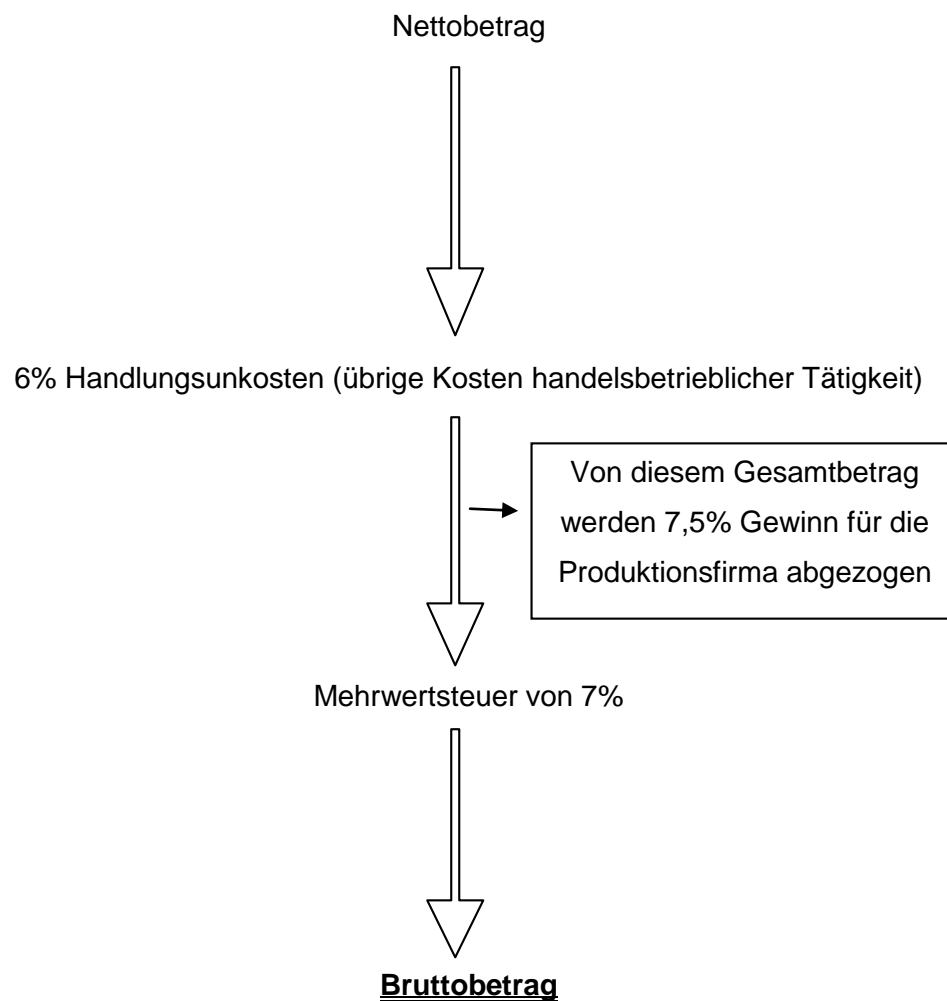 Nettobetrag
6% Handlungsunkosten (übrige Kosten handelsbetrieblicher Tätigkeit)
Von diesem Gesamtbetrag
werden 7,5% Gewinn für die
Produktionsfirma abgezogen
Mehrwertsteuer von 7%
Bruttobetrag